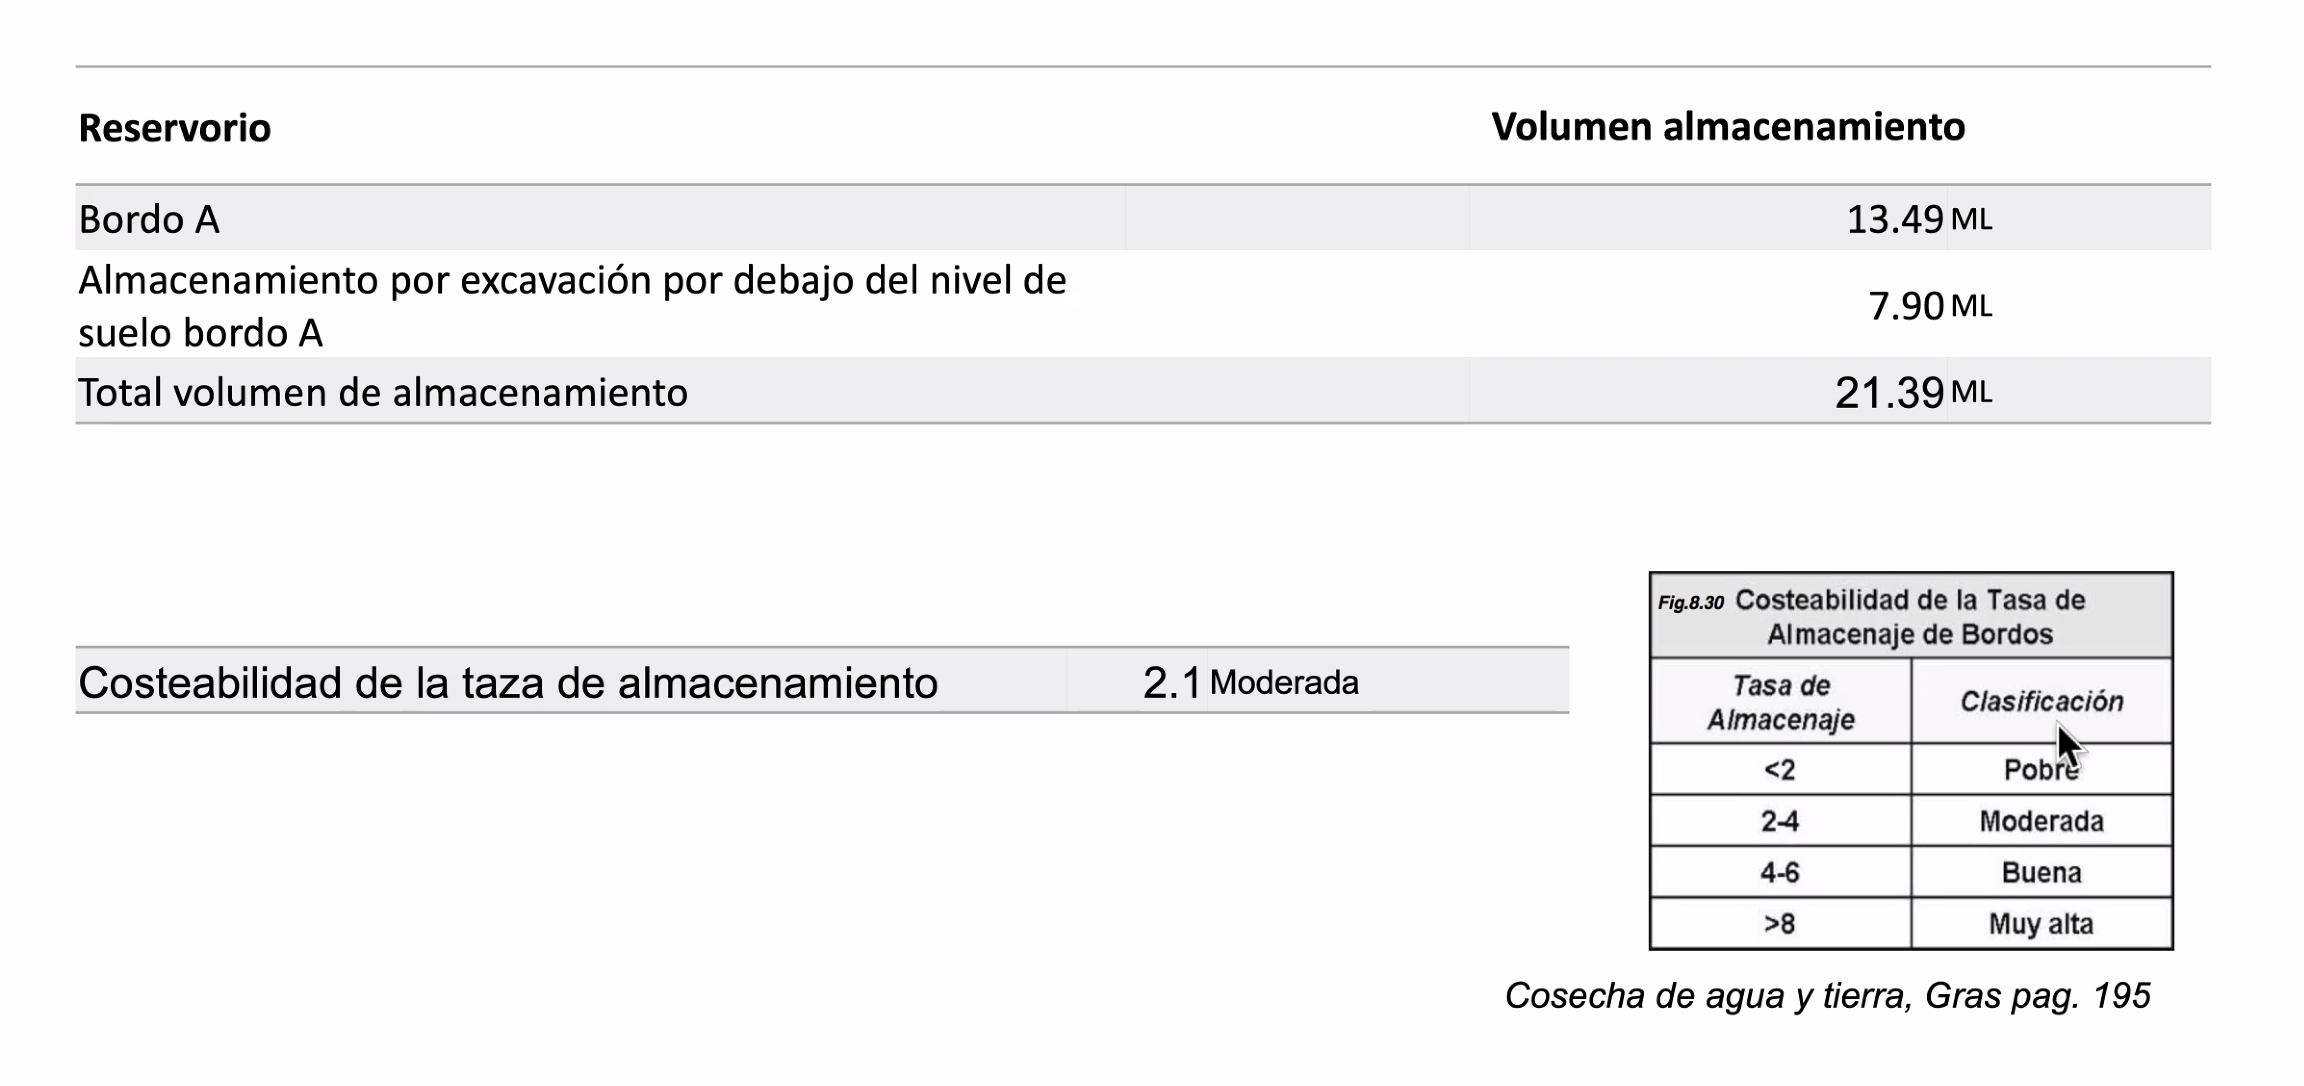 Reservorio
Volumen almacenamiento
Bordo A
13.49 ML
Almacenamiento por excavación por debajo del nivel de
suelo bordo A
7.90 ML
Total volumen de almacenamiento
21.39 ML
Costeabilidad de la taza de almacenamiento
2.1 Moderada
Fig.8.30 Costeabilidad de la Tasa de
Almacenaje de Bordos
Tasa de
Almacenaje
Clasificación
<2
Pobre
2-4
Moderada
4-6
Buena
>8
Muy alta
Cosecha de agua y tierra, Gras pag. 195